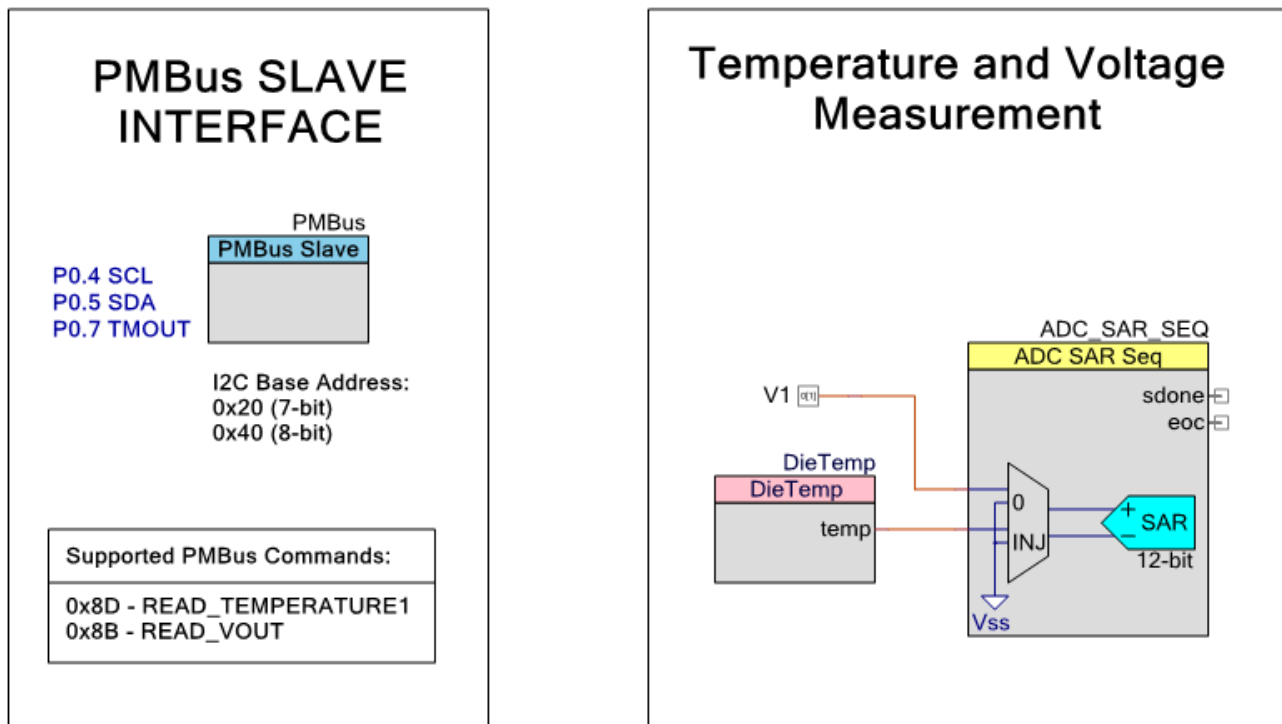 PMBus SLAVE
INTERFACE
PMBus
PMBus Slave
P0.4 SCL
P0.5 SDA
P0.7 TMOUT
I2C Base Address:
0x20 (7-bit)
0x40 (8-bit)
Supported PMBus Commands:
0x8D - READ_TEMPERATURE1
0x8B - READ_VOUT
Temperature and Voltage
Measurement
ADC_SAR_SEQ
ADC SAR Seq
sdone
eoc
V1
0[1]
DieTemp
DieTemp
temp
0
INJ
+
SAR
−
12-bit
Vss